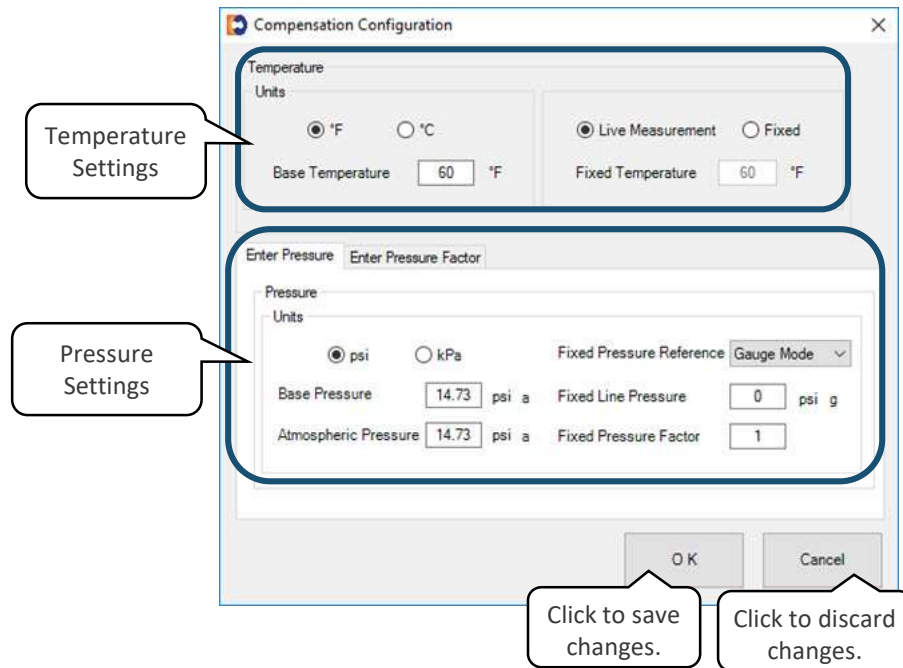 Compensation Configuration
Temperature
Units
°F °C Live Measurement Fixed
Base Temperature 60 °F Fixed Temperature 60 °F
Temperature
Settings
Enter Pressure Enter Pressure Factor
Pressure
Units
psi kPa Fixed Pressure Reference Gauge Mode
Base Pressure 14.73 psi a Fixed Line Pressure 0 psi g
Atmospheric Pressure 14.73 psi a Fixed Pressure Factor 1
Pressure
Settings
O K Cancel
Click to save
changes.
Click to discard
changes.